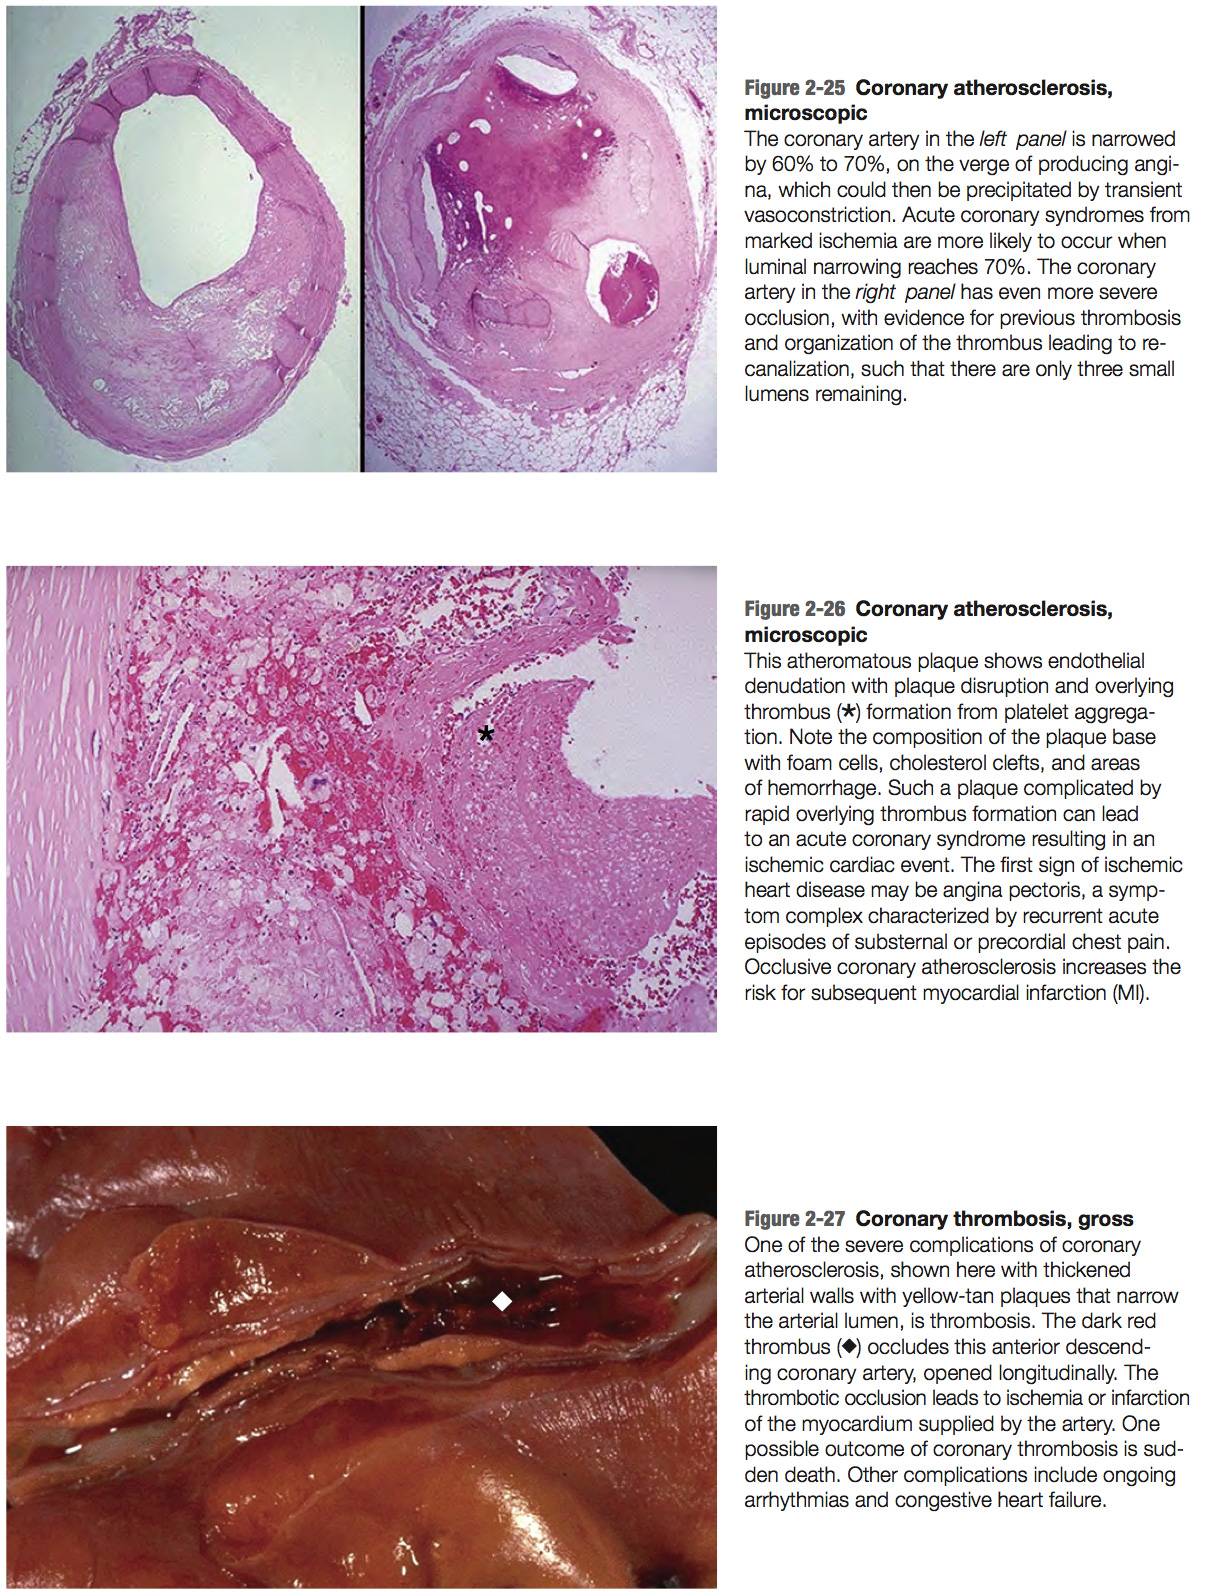 Figure 2-25 Coronary atherosclerosis,
microscopic
The coronary artery in the left panel is narrowed
by 60% to 70%, on the verge of producing angi-
na, which could then be precipitated by transient
vasoconstriction. Acute coronary syndromes from
marked ischemia are more likely to occur when
luminal narrowing reaches 70%. The coronary
artery in the right panel has even more severe
occlusion, with evidence for previous thrombosis
and organization of the thrombus leading to re-
canalization, such that there are only three small
lumens remaining.
Figure 2-26 Coronary atherosclerosis,
microscopic
This atheromatous plaque shows endothelial
denudation with plaque disruption and overlying
thrombus (*) formation from platelet aggrega-
tion. Note the composition of the plaque base
with foam cells, cholesterol clefts, and areas
of hemorrhage. Such a plaque complicated by
rapid overlying thrombus formation can lead
to an acute coronary syndrome resulting in an
ischemic cardiac event. The first sign of ischemic
heart disease may be angina pectoris, a symp-
tom complex characterized by recurrent acute
episodes of substernal or precordial chest pain.
Occlusive coronary atherosclerosis increases the
risk for subsequent myocardial infarction (MI).
Figure 2-27 Coronary thrombosis, gross
One of the severe complications of coronary
atherosclerosis, shown here with thickened
arterial walls with yellow-tan plaques that narrow
the arterial lumen, is thrombosis. The dark red
thrombus (◆) occludes this anterior descend-
ing coronary artery, opened longitudinally. The
thrombotic occlusion leads to ischemia or infarction
of the myocardium supplied by the artery. One
possible outcome of coronary thrombosis is sud-
den death. Other complications include ongoing
arrhythmias and congestive heart failure.